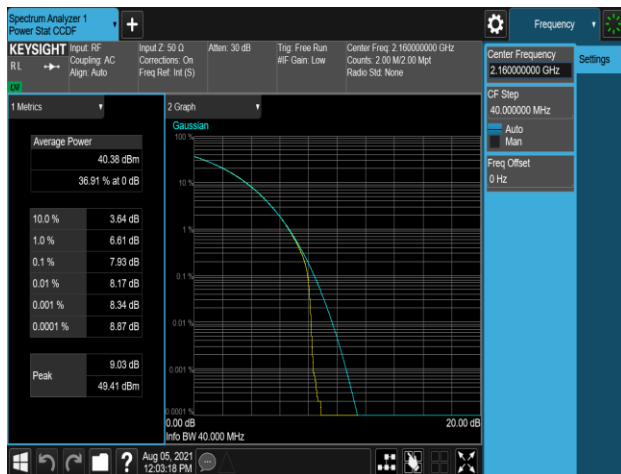 Spectrum Analyzer 1
Power Stat CCDF
Frequency
KEYSIGHT
RL
Input: RF
Coupling: AC
Align: Auto
Input Z: 50 Ω
Corrections: On
Freq Ref: Int (S)
Atten: 30 dB
Trig: Free Run
#IF Gain: Low
Center Freq: 2.160000000 GHz
Counts: 2.00 M/2.00 Mpt
Radio Std: None
Center Frequency
2.160000000 GHz
Settings
CF Step
40.000000 MHz
Auto
Man
Freq Offset
0 Hz
1 Metrics
Average Power
40.38 dBm
36.91 % at 0 dB
10.0 % 3.64 dB
1.0 % 6.61 dB
0.1 % 7.93 dB
0.01 % 8.17 dB
0.001 % 8.34 dB
0.0001 % 8.87 dB
Peak
9.03 dB
49.41 dBm
2 Graph
Gaussian
100 %
10 %
1 %
0.1 %
0.01 %
0.001 %
0.0001 %
0.00 dB
20.00 dB
Info BW 40.000 MHz
?
Aug 05, 2021
12:03:18 PM